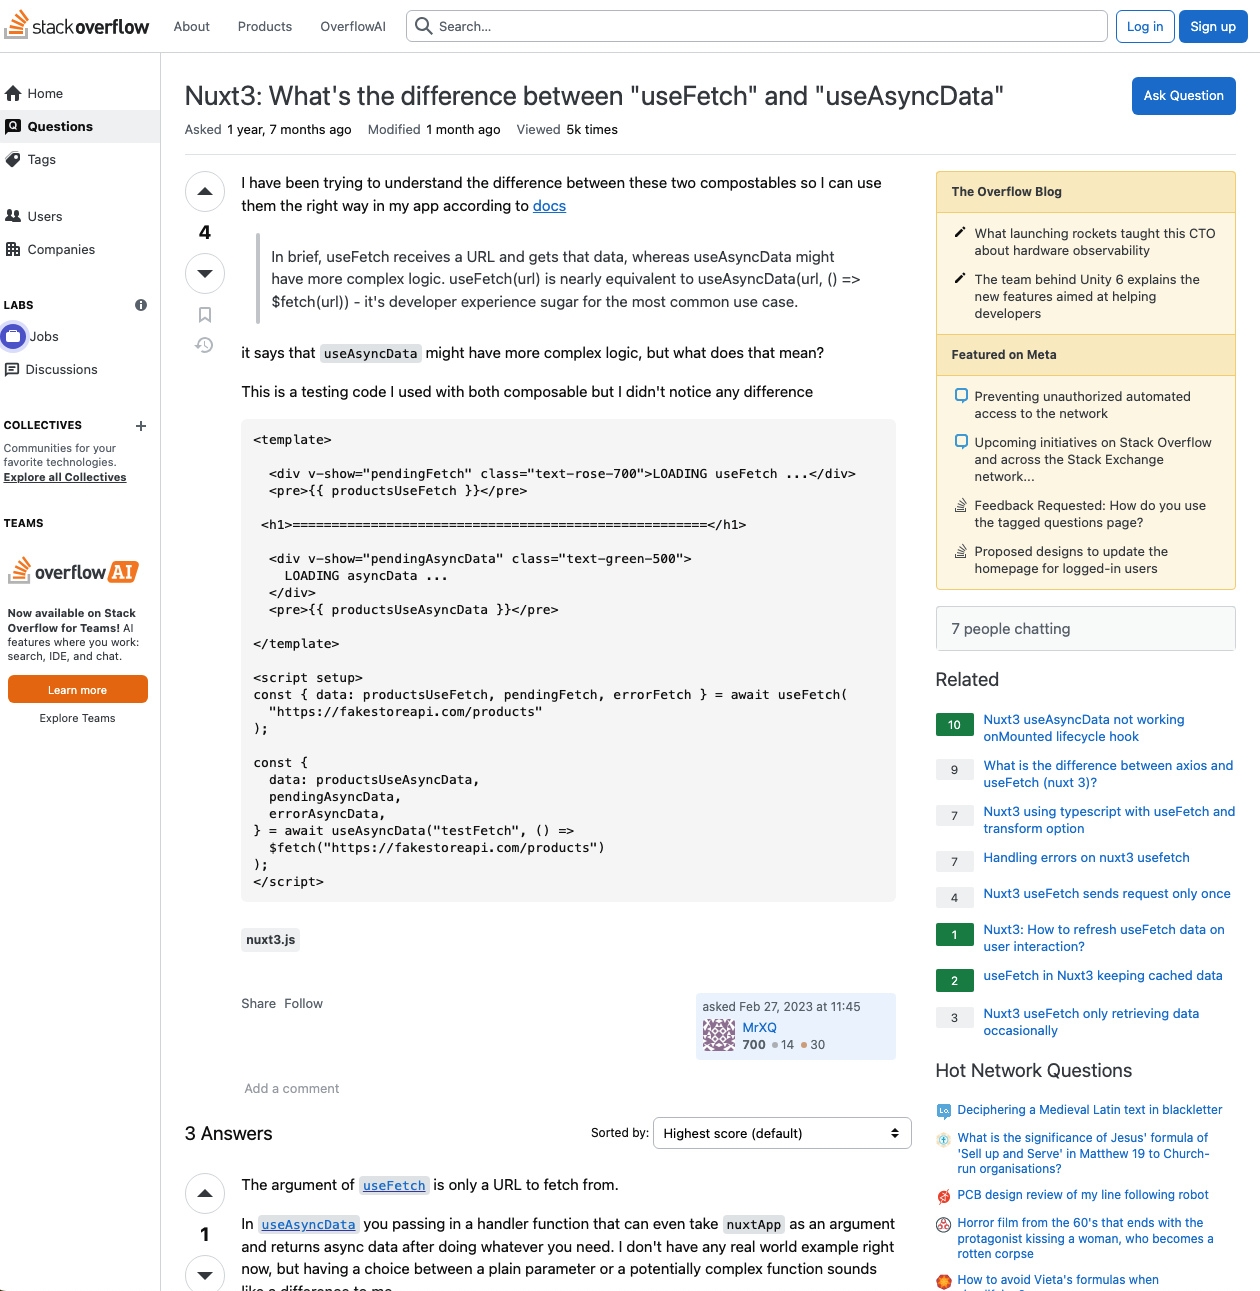 stackoverflow
About
Products
OverflowAI
Search...
Log in
Sign up
Home
Questions
Tags
Users
Companies
LABS
Jobs
Discussions
COLLECTIVES
Communities for your
favorite technologies.
Explore all Collectives
TEAMS
overflow AI
Now available on Stack
Overflow for Teams! AI
features where you work:
search, IDE, and chat.
Learn more
Explore Teams
Nuxt3: What's the difference between "useFetch" and "useAsyncData"
Ask Question
Asked 1 year, 7 months ago Modified 1 month ago Viewed 5k times
4
I have been trying to understand the difference between these two compostables so I can use
them the right way in my app according to docs
In brief, useFetch receives a URL and gets that data, whereas useAsyncData might
have more complex logic. useFetch(url) is nearly equivalent to useAsyncData(url, () =>
$fetch(url)) - it's developer experience sugar for the most common use case.
it says that useAsyncData might have more complex logic, but what does that mean?
This is a testing code I used with both composable but I didn't notice any difference
<template>
<div v-show="pendingFetch" class="text-rose-700">LOADING useFetch ...</div>
<pre>{{ productsUseFetch }}</pre>
<h1>=====================================================</h1>
<div v-show="pendingAsyncData" class="text-green-500">
LOADING asyncData ...
</div>
<pre>{{ productsUseAsyncData }}</pre>
</template>
<script setup>
const { data: productsUseFetch, pendingFetch, errorFetch } = await useFetch(
"https://fakestoreapi.com/products"
);
const {
data: productsUseAsyncData,
pendingAsyncData,
errorAsyncData,
} = await useAsyncData("testFetch", () =>
$fetch("https://fakestoreapi.com/products")
);
</script>
nuxt3.js
Share Follow
asked Feb 27, 2023 at 11:45
MrXQ
700 14 30
Add a comment
3 Answers
Sorted by:
Highest score (default)
1
The argument of useFetch is only a URL to fetch from.
In useAsyncData you passing in a handler function that can even take nuxtApp as an argument
and returns async data after doing whatever you need. I don't have any real world example right
now, but having a choice between a plain parameter or a potentially complex function sounds
like a difference to me
The Overflow Blog
What launching rockets taught this CTO
about hardware observability
The team behind Unity 6 explains the
new features aimed at helping
developers
Featured on Meta
Preventing unauthorized automated
access to the network
Upcoming initiatives on Stack Overflow
and across the Stack Exchange
network...
Feedback Requested: How do you use
the tagged questions page?
Proposed designs to update the
homepage for logged-in users
7 people chatting
Related
10 Nuxt3 useAsyncData not working
onMounted lifecycle hook
9 What is the difference between axios and
useFetch (nuxt 3)?
7 Nuxt3 using typescript with useFetch and
transform option
7 Handling errors on nuxt3 usefetch
4 Nuxt3 useFetch sends request only once
1 Nuxt3: How to refresh useFetch data on
user interaction?
2 useFetch in Nuxt3 keeping cached data
3 Nuxt3 useFetch only retrieving data
occasionally
Hot Network Questions
Deciphering a Medieval Latin text in blackletter
What is the significance of Jesus' formula of
'Sell up and Serve' in Matthew 19 to Church-
run organisations?
PCB design review of my line following robot
Horror film from the 60's that ends with the
protagonist kissing a woman, who becomes a
rotten corpse
How to avoid Vieta's formulas when